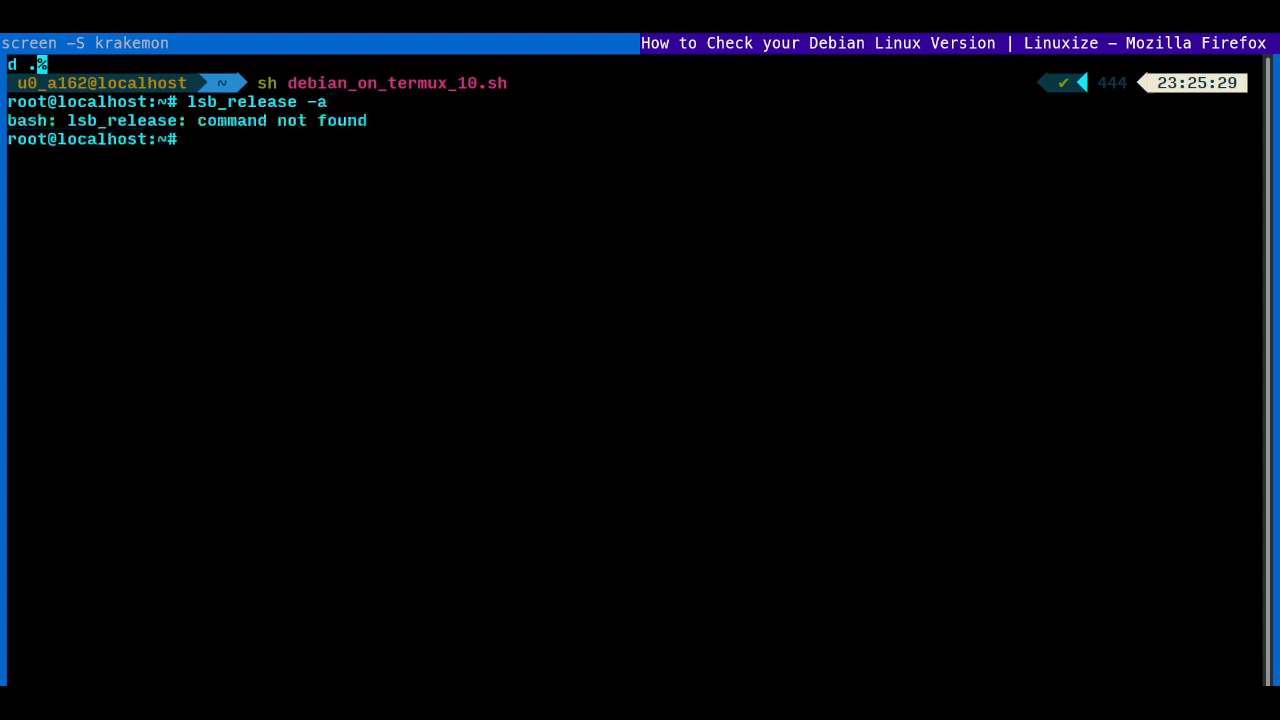 screen -S krakemon
How to Check your Debian Linux Version | Linuxize - Mozilla Firefox
d .%
u0_a162@localhost ~ sh debian_on_termux_10.sh ✔ 444 23:25:29
root@localhost:~# lsb_release -a
bash: lsb_release: command not found
root@localhost:~#